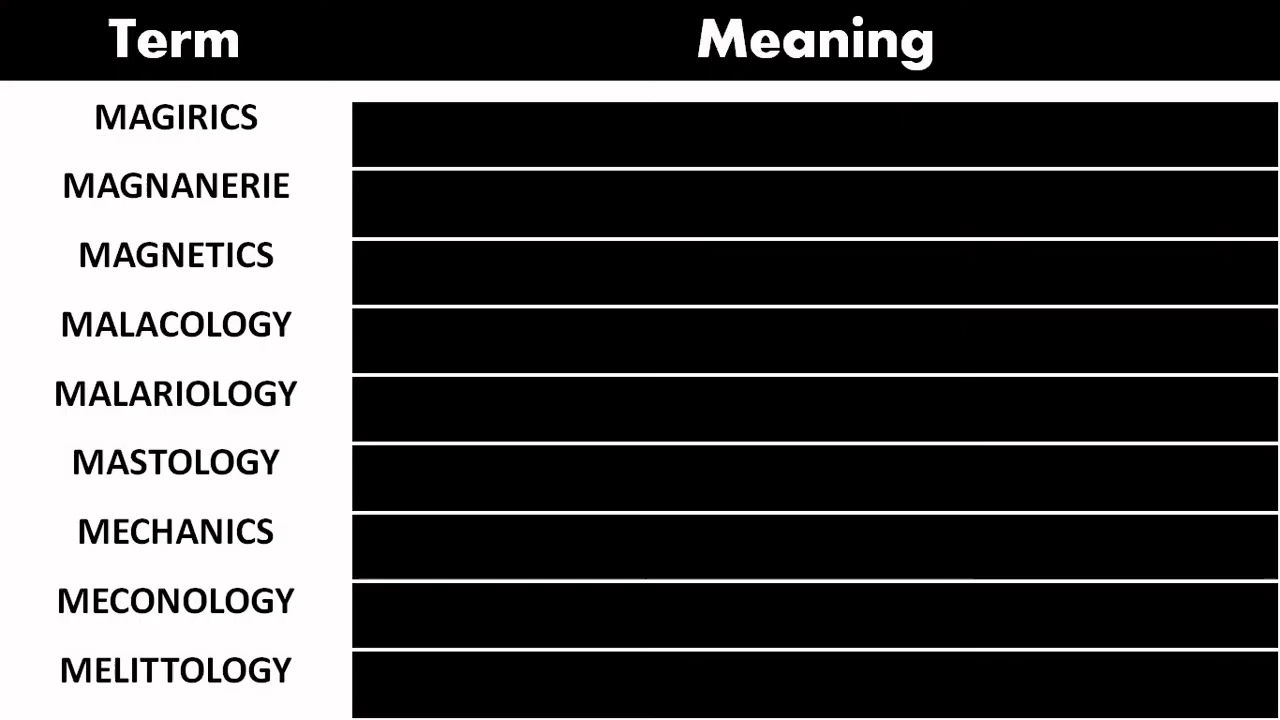 Term Meaning
MAGIRICS
MAGNANERIE
MAGNETICS
MALACOLOGY
MALARIOLOGY
MASTOLOGY
MECHANICS
MECONOLOGY
MELITTOLOGY